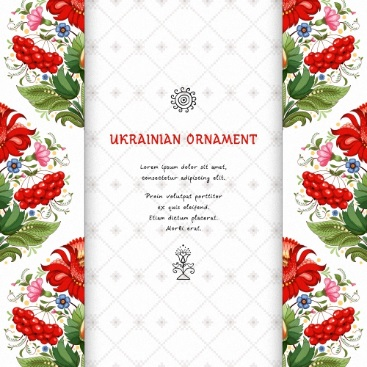 UKRAINIAN ORNAMENT
Lorem ipsum dolor sit amet,
consectetur adipiscing elit.
Proin volutpat porttitor
ex quis eleifend.
Etiam dictum placerat.
Morbi erat.